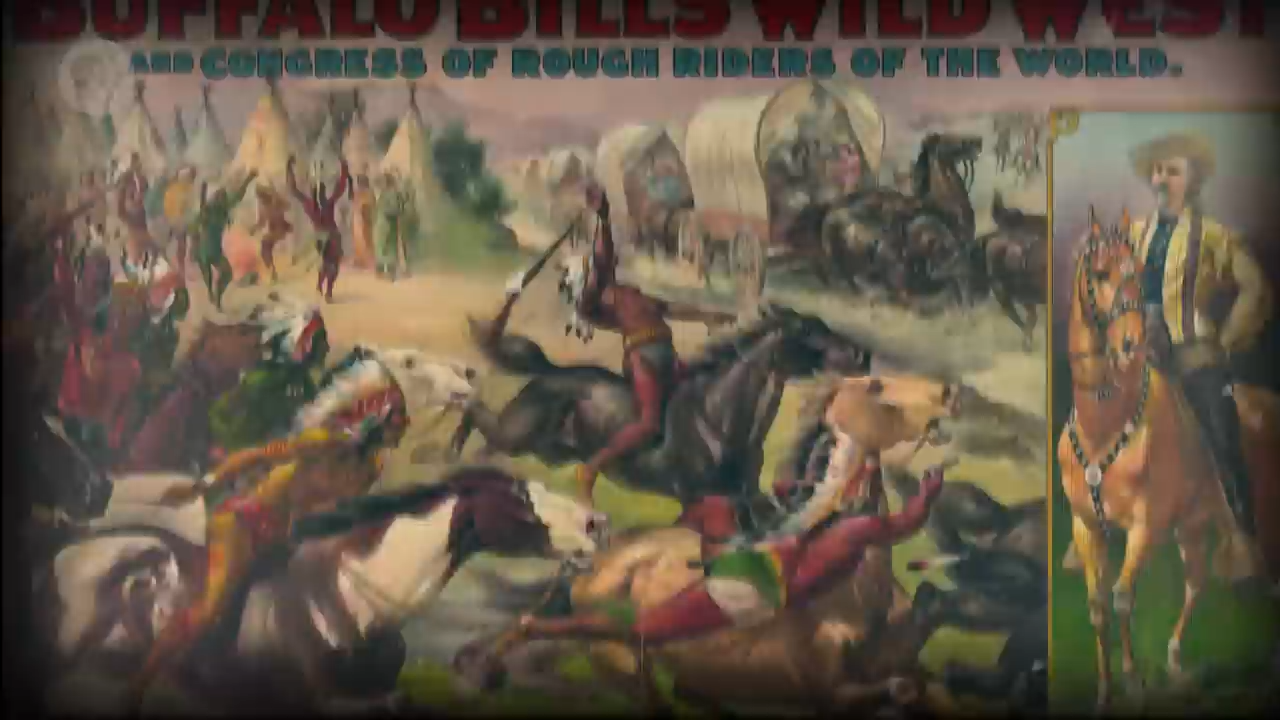 BUFFALO BILL'S WILD WEST
AND CONGRESS OF ROUGH RIDERS OF THE WORLD.